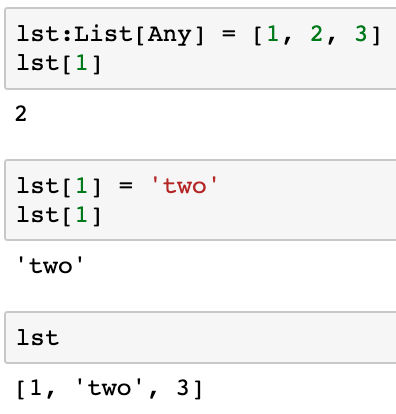 lst:List[Any] = [1, 2, 3]
lst[1]
2
lst[1] = 'two'
lst[1]
'two'
lst
[1, 'two', 3]